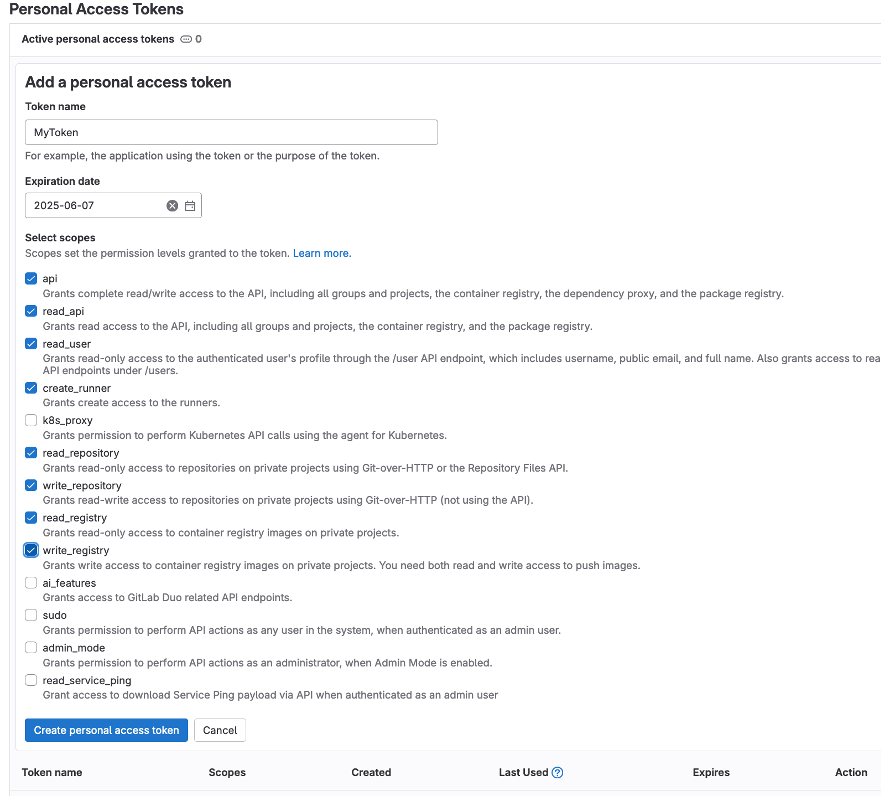 Personal Access Tokens
Active personal access tokens 0
Add a personal access token
Token name
MyToken
For example, the application using the token or the purpose of the token.
Expiration date
2025-06-07
Select scopes
Scopes set the permission levels granted to the token. Learn more.
api
Grants complete read/write access to the API, including all groups and projects, the container registry, the dependency proxy, and the package registry.
read_api
Grants read access to the API, including all groups and projects, the container registry, and the package registry.
read_user
Grants read-only access to the authenticated user's profile through the /user API endpoint, which includes username, public email, and full name. Also grants access to rea
API endpoints under /users.
create_runner
Grants create access to the runners.
k8s_proxy
Grants permission to perform Kubernetes API calls using the agent for Kubernetes.
read_repository
Grants read-only access to repositories on private projects using Git-over-HTTP or the Repository Files API.
write_repository
Grants read-write access to repositories on private projects using Git-over-HTTP (not using the API).
read_registry
Grants read-only access to container registry images on private projects.
write_registry
Grants write access to container registry images on private projects. You need both read and write access to push images.
ai_features
Grants access to GitLab Duo related API endpoints.
sudo
Grants permission to perform API actions as any user in the system, when authenticated as an admin user.
admin_mode
Grants permission to perform API actions as an administrator, when Admin Mode is enabled.
read_service_ping
Grant access to download Service Ping payload via API when authenticated as an admin user
Create personal access token Cancel
Token name Scopes Created Last Used Expires Action